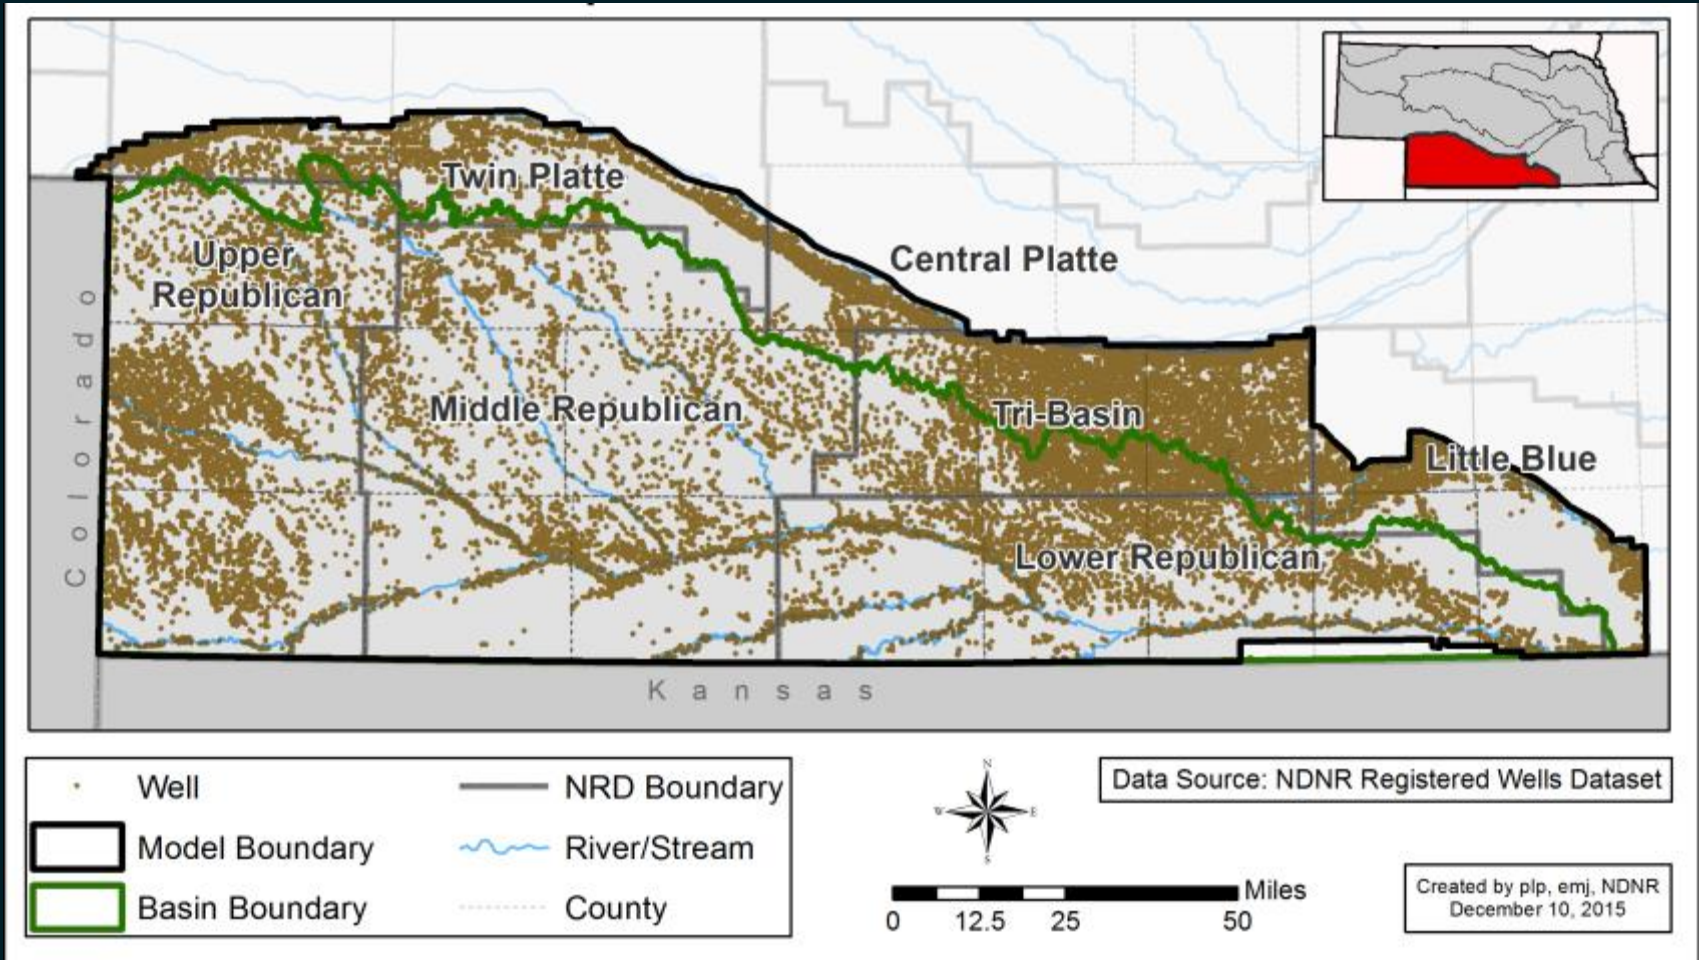 Twin Platte
Upper
Republican
Central Platte
Middle Republican
Tri-Basin
Little Blue
Lower Republican
Colorado
Kansas
Well
Model Boundary
Basin Boundary
NRD Boundary
River/Stream
County
N
W
E
S
0 12.5 25 50 Miles
Data Source: NDNR Registered Wells Dataset
Created by plp, emj, NDNR
December 10, 2015